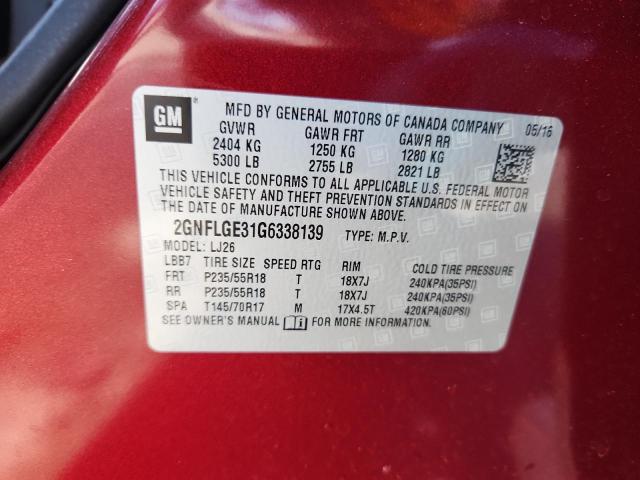 GM
MFD BY GENERAL MOTORS OF CANADA COMPANY 05/16
GVWR GAWR FRT GAWR RR
2404 KG 1250 KG 1280 KG
5300 LB 2755 LB 2821 LB
THIS VEHICLE CONFORMS TO ALL APPLICABLE U.S. FEDERAL MOTOR
VEHICLE SAFETY AND THEFT PREVENTION STANDARDS IN EFFECT ON
THE DATE OF MANUFACTURE SHOWN ABOVE.
2GNFLGE31G6338139 TYPE: M.P.V.
MODEL: LJ26
LBB7 TIRE SIZE SPEED RTG RIM COLD TIRE PRESSURE
FRT P235/55R18 T 18X7J 240KPA(35PSI)
RR P235/55R18 T 18X7J 240KPA(35PSI)
SPA T145/70R17 M 17X4.5T 420KPA(60PSI)
SEE OWNER'S MANUAL FOR MORE INFORMATION.